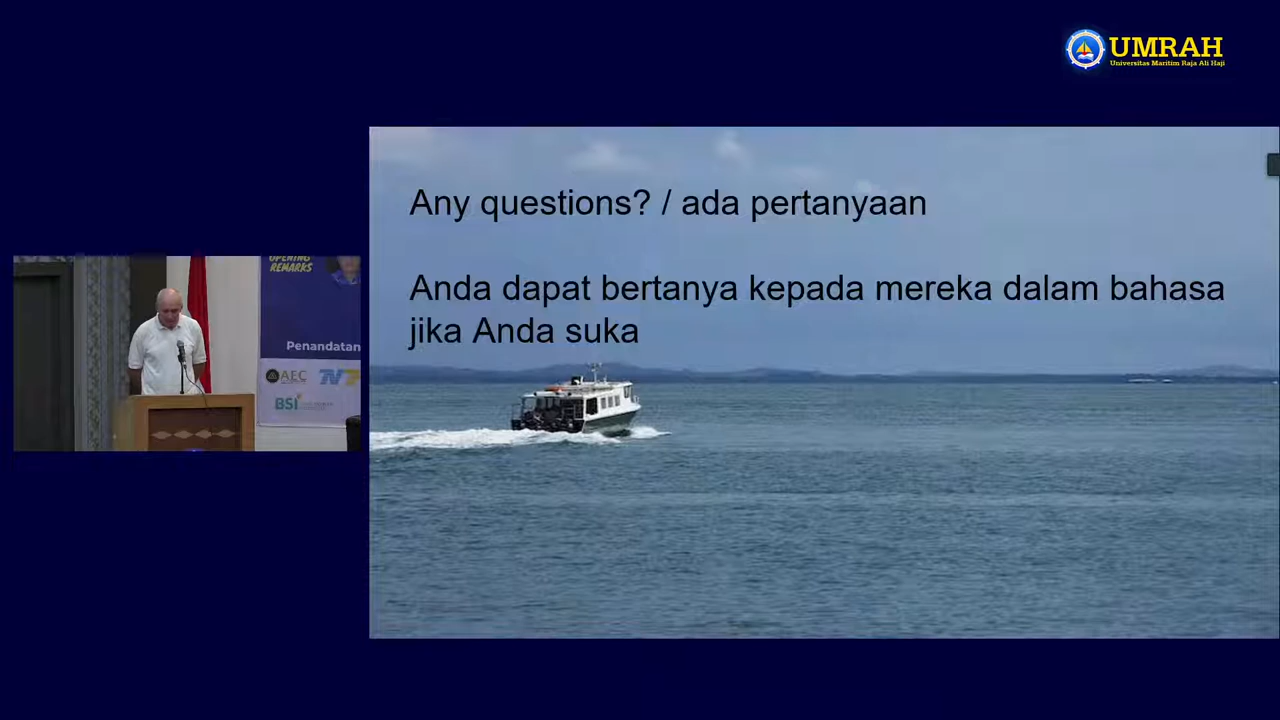 UMRAH
Universitas Maritim Raja Ali Haji
Any questions? / ada pertanyaan
Anda dapat bertanya kepada mereka dalam bahasa
jika Anda suka
OPENING
REMARKS
Penandatan
AEC
BSI